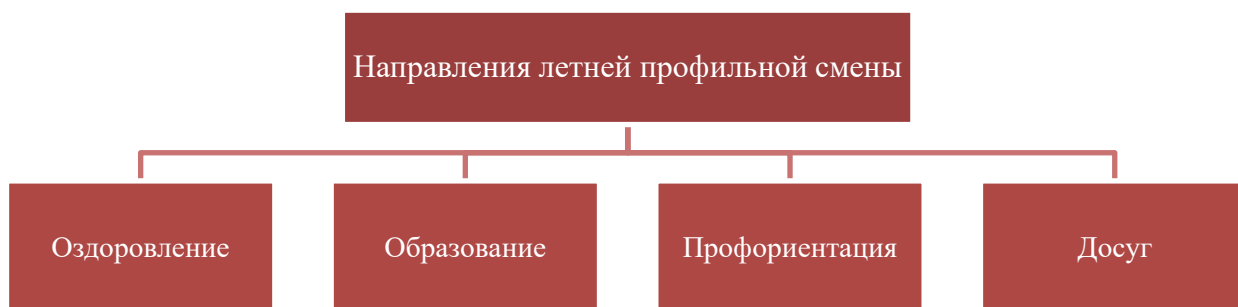 Направления летней профильной смены
Оздоровление
Образование
Профориентация
Досуг